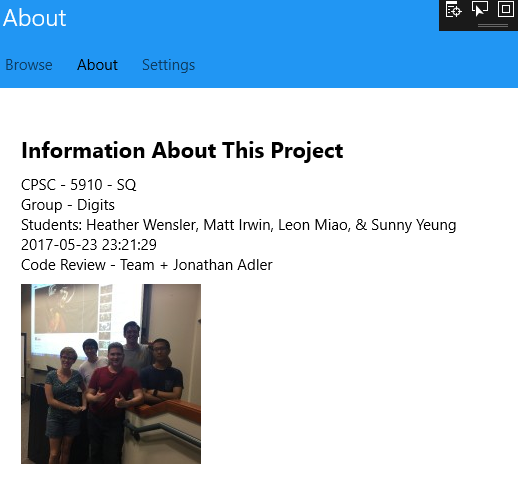 About
Browse About Settings
Information About This Project
CPSC - 5910 - SQ
Group - Digits
Students: Heather Wensler, Matt Irwin, Leon Miao, & Sunny Yeung
2017-05-23 23:21:29
Code Review - Team + Jonathan Adler